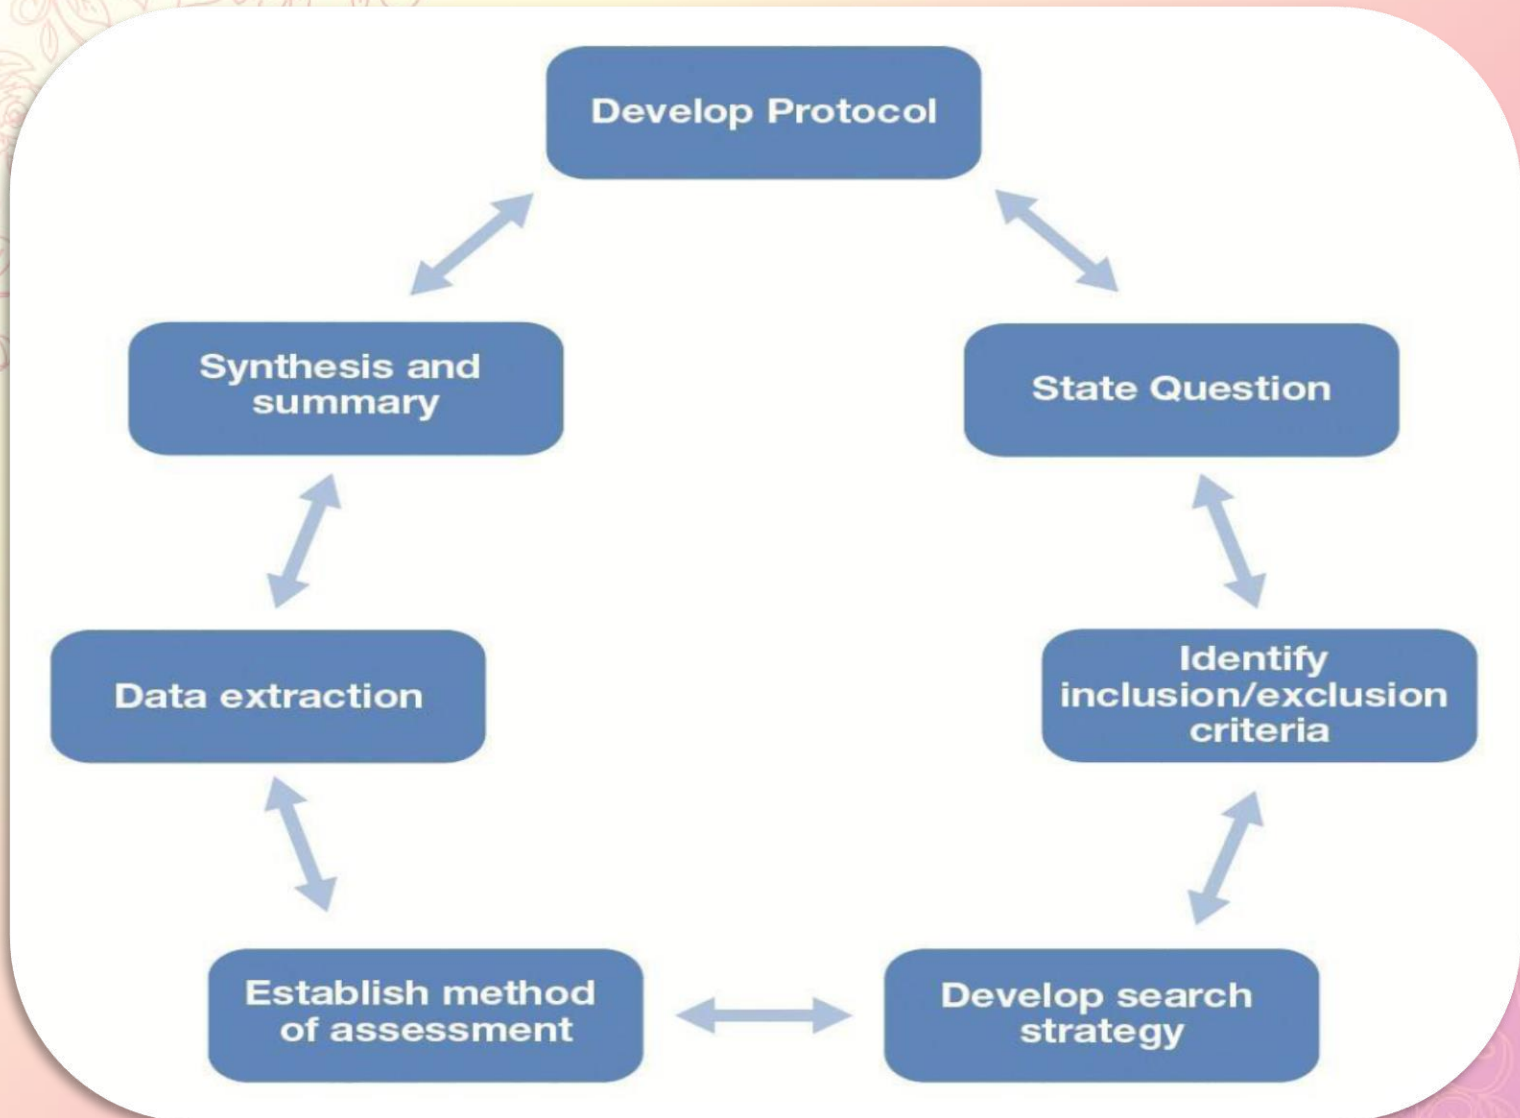 Develop Protocol
State Question
Identify
inclusion/exclusion
criteria
Develop search
strategy
Establish method
of assessment
Data extraction
Synthesis and
summary